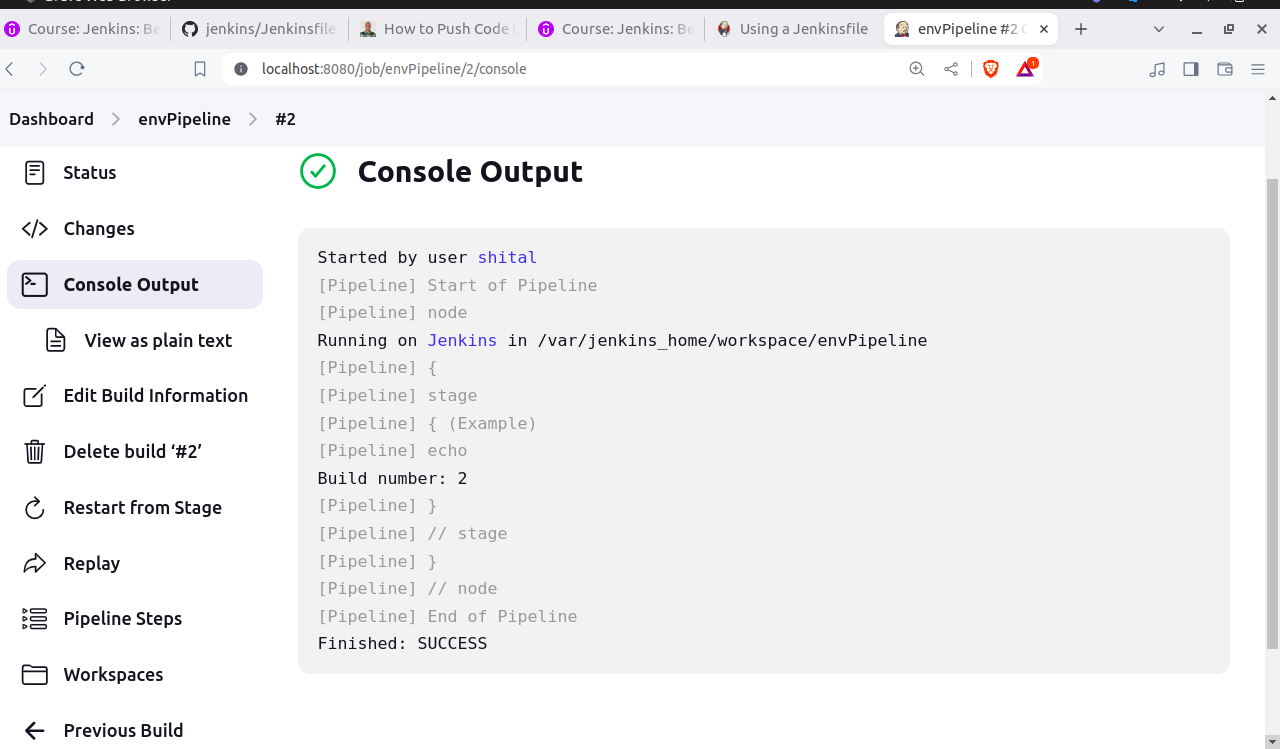 Course: Jenkins: Be
jenkins/Jenkinsfile
How to Push Code
Course: Jenkins: Be
Using a Jenkinsfile
envPipeline #2
localhost:8080/job/envPipeline/2/console
1
Dashboard
envPipeline
#2
Status
Changes
Console Output
View as plain text
Edit Build Information
Delete build ‘#2’
Restart from Stage
Replay
Pipeline Steps
Workspaces
Previous Build
Console Output
Started by user shital
[Pipeline] Start of Pipeline
[Pipeline] node
Running on Jenkins in /var/jenkins_home/workspace/envPipeline
[Pipeline] {
[Pipeline] stage
[Pipeline] { (Example)
[Pipeline] echo
Build number: 2
[Pipeline] }
[Pipeline] // stage
[Pipeline] }
[Pipeline] // node
[Pipeline] End of Pipeline
Finished: SUCCESS